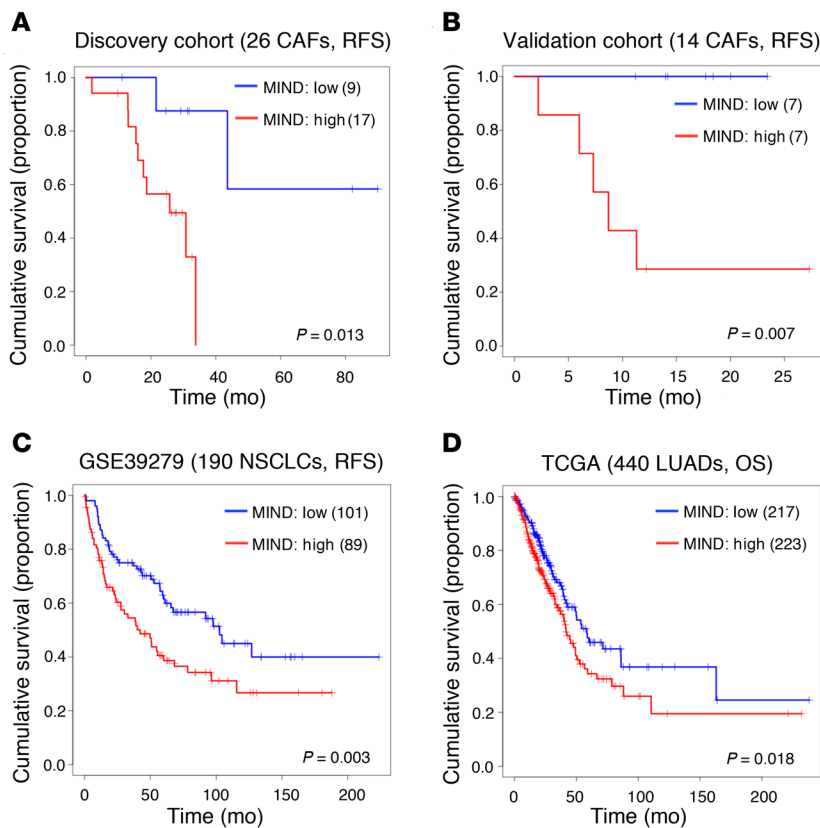 A
Discovery cohort (26 CAFs, RFS)
Cumulative survival (proportion)
1.0
0.8
0.6
0.4
0.2
0.0
MIND: low (9)
MIND: high (17)
P = 0.013
0 20 40 60 80
Time (mo)
B
Validation cohort (14 CAFs, RFS)
Cumulative survival (proportion)
1.0
0.8
0.6
0.4
0.2
0.0
MIND: low (7)
MIND: high (7)
P = 0.007
0 5 10 15 20 25
Time (mo)
C
GSE39279 (190 NSCLCs, RFS)
Cumulative survival (proportion)
1.0
0.8
0.6
0.4
0.2
0.0
MIND: low (101)
MIND: high (89)
P = 0.003
0 50 100 150 200
Time (mo)
D
TCGA (440 LUADs, OS)
Cumulative survival (proportion)
1.0
0.8
0.6
0.4
0.2
0.0
MIND: low (217)
MIND: high (223)
P = 0.018
0 50 100 150 200
Time (mo)